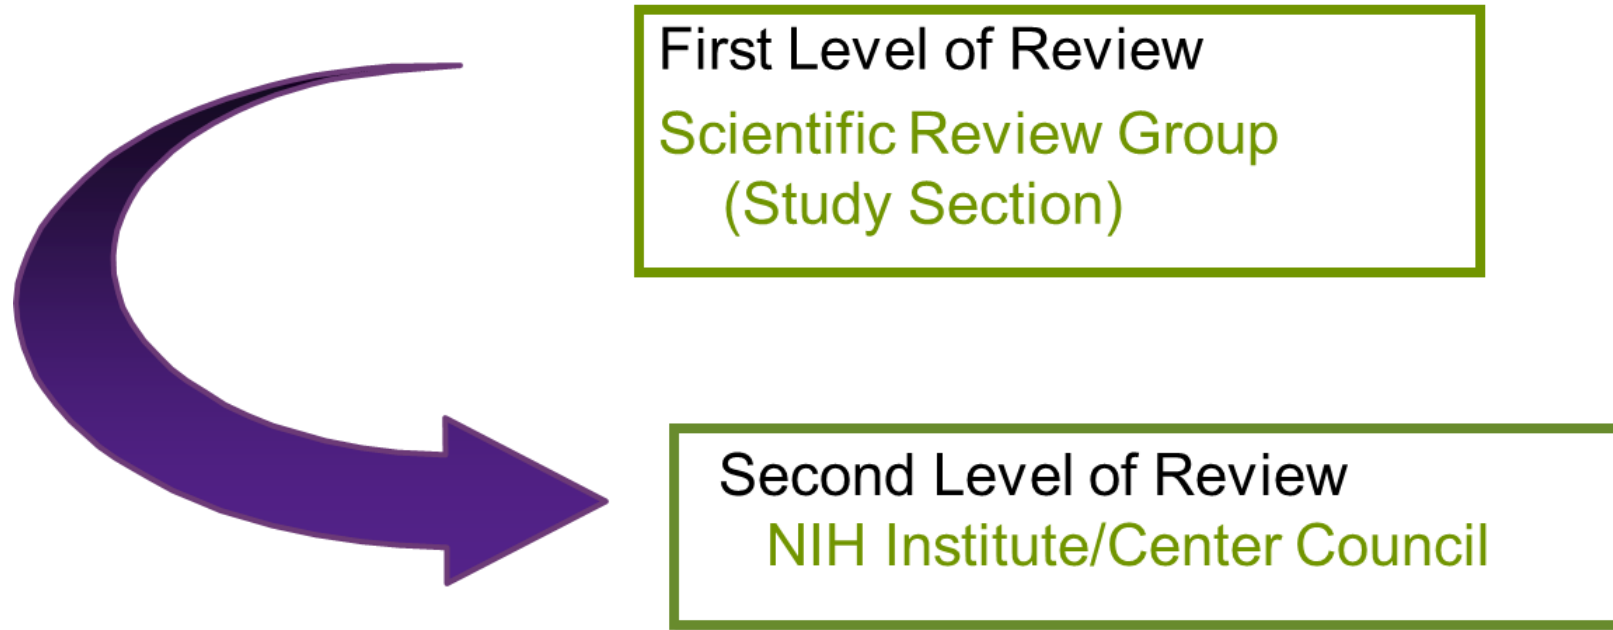 First Level of Review
Scientific Review Group
(Study Section)
Second Level of Review
NIH Institute/Center Council